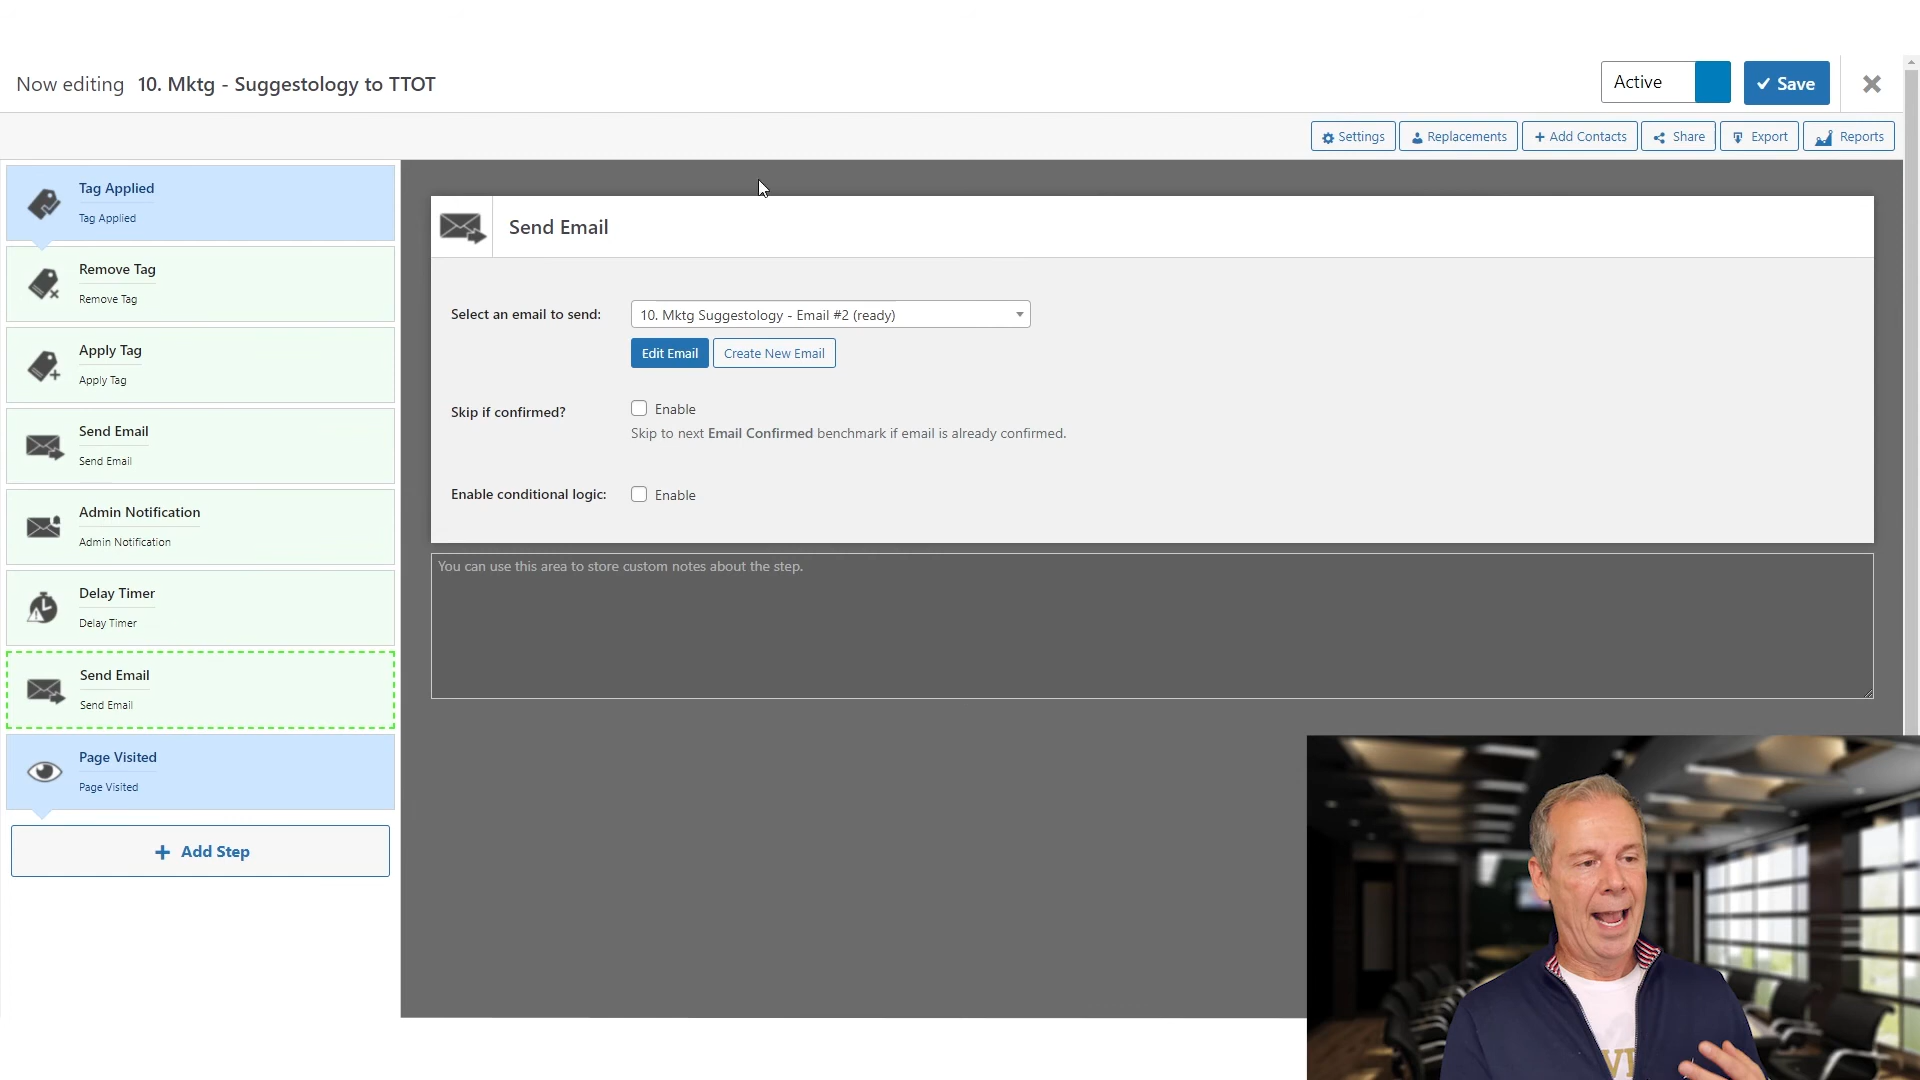 Now editing 10. Mktg - Suggestology to TTOT
Active
Save
Settings
Replacements
+ Add Contacts
Share
Export
Reports
Tag Applied
Tag Applied
Remove Tag
Remove Tag
Apply Tag
Apply Tag
Send Email
Send Email
Admin Notification
Admin Notification
Delay Timer
Delay Timer
Send Email
Send Email
Page Visited
Page Visited
+ Add Step
Send Email
Select an email to send:
10. Mktg Suggestology - Email #2 (ready)
Edit Email
Create New Email
Skip if confirmed?
Enable
Skip to next Email Confirmed benchmark if email is already confirmed.
Enable conditional logic:
Enable
You can use this area to store custom notes about the step.